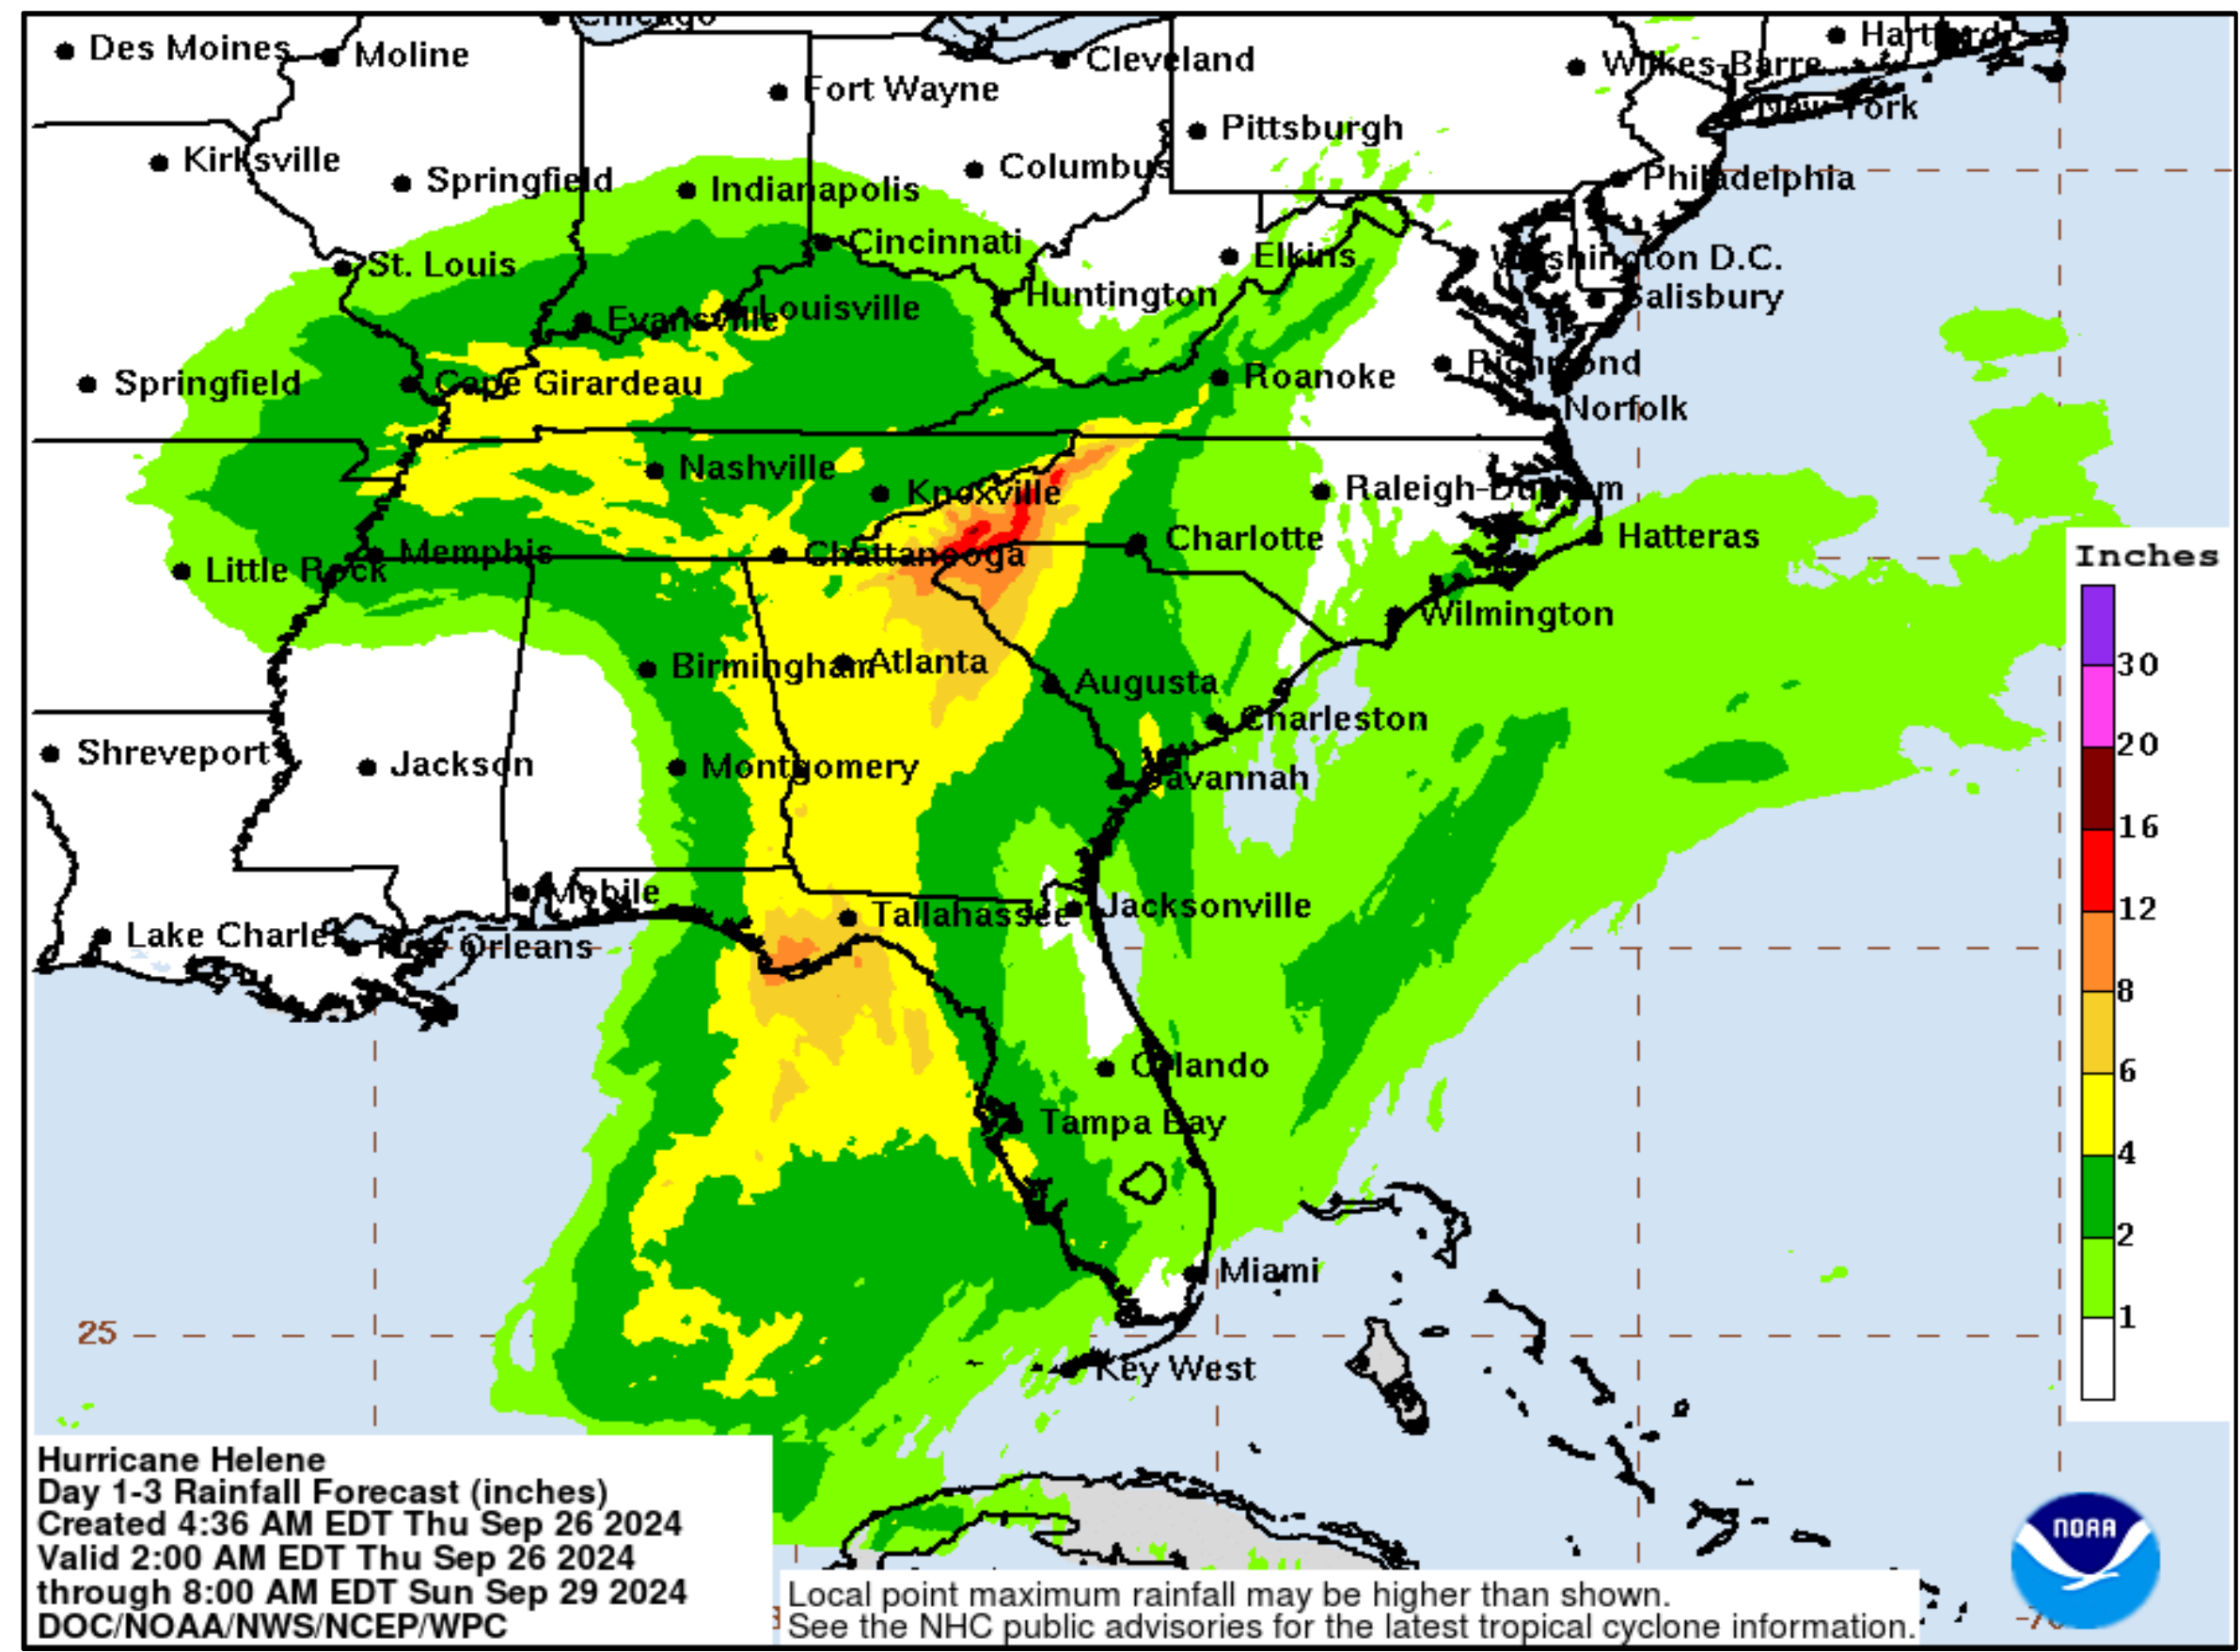 Chicago
Des Moines
Moline
Cleveland
Hartford
Fort Wayne
Wilkes-Barre
New York
Pittsburgh
Kirksville
Springfield
Indianapolis
Columbus
Philadelphia
St. Louis
Cincinnati
Elkins
Washington D.C.
Evansville
Louisville
Huntington
Salisbury
Springfield
Cape Girardeau
Roanoke
Richmond
Norfolk
Nashville
Knoxville
Raleigh-Durham
Little Rock
Memphis
Chattanooga
Charlotte
Hatteras
Wilmington
Birmingham
Atlanta
Augusta
Charleston
Shreveport
Jackson
Montgomery
Savannah
Mobile
Tallahassee
Jacksonville
Lake Charles
New Orleans
Orlando
Tampa Bay
Miami
25
Key West
Inches
30
20
16
12
8
6
4
2
1
Hurricane Helene
Day 1-3 Rainfall Forecast (inches)
Created 4:36 AM EDT Thu Sep 26 2024
Valid 2:00 AM EDT Thu Sep 26 2024
through 8:00 AM EDT Sun Sep 29 2024
DOC/NOAA/NWS/NCEP/WPC
Local point maximum rainfall may be higher than shown.
See the NHC public advisories for the latest tropical cyclone information.
NOAA